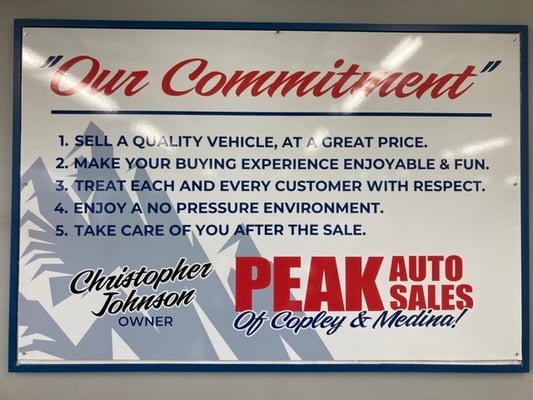 "Our Commitment"
1. SELL A QUALITY VEHICLE, AT A GREAT PRICE.
2. MAKE YOUR BUYING EXPERIENCE ENJOYABLE & FUN.
3. TREAT EACH AND EVERY CUSTOMER WITH RESPECT.
4. ENJOY A NO PRESSURE ENVIRONMENT.
5. TAKE CARE OF YOU AFTER THE SALE.
Christopher
Johnson
OWNER
PEAK AUTO SALES
Of Copley & Medina!